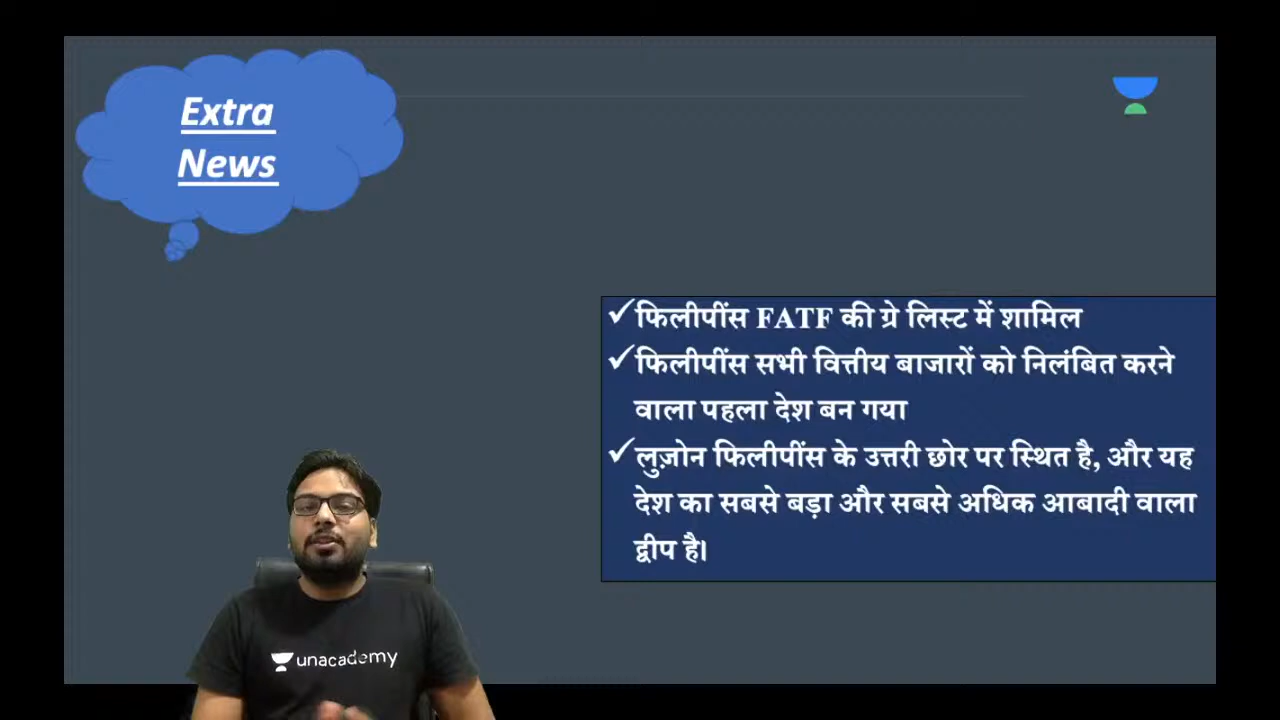 Extra
News
✓फिलीपींस FATF की ग्रे लिस्ट में शामिल
✓फिलीपींस सभी वित्तीय बाजारों को निलंबित करने
वाला पहला देश बन गया
✓लुज़ोन फिलीपींस के उत्तरी छोर पर स्थित है, और यह
देश का सबसे बड़ा और सबसे अधिक आबादी वाला
द्वीप है।
unacademy